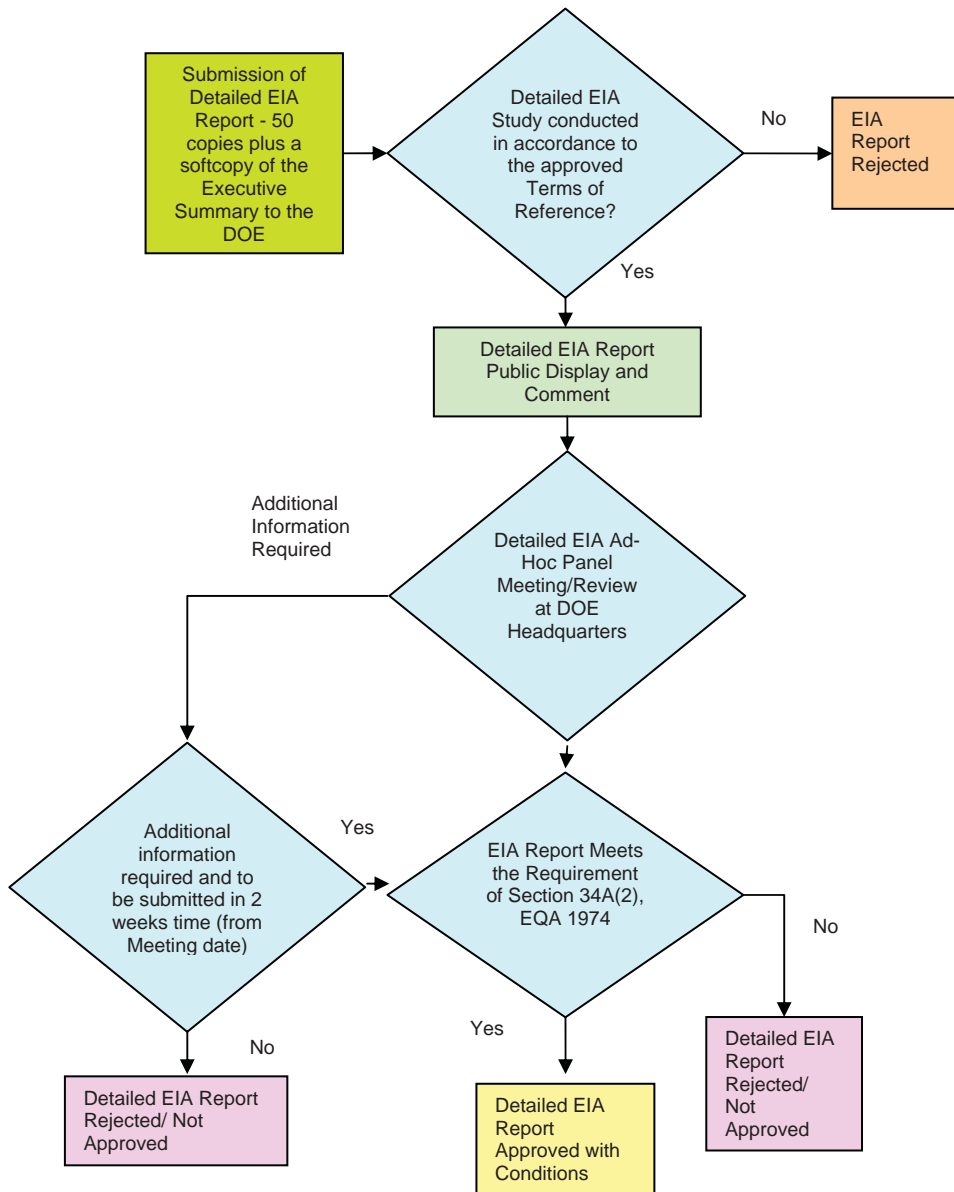 Submission of
Detailed EIA
Report - 50
copies plus a
softcopy of the
Executive
Summary to the
DOE
Detailed EIA
Study conducted
in accordance to
the approved
Terms of
Reference?
No
EIA
Report
Rejected
Yes
Detailed EIA Report
Public Display and
Comment
Additional
Information
Required
Detailed EIA Ad-
Hoc Panel
Meeting/Review
at DOE
Headquarters
Additional
information
required and to
be submitted in 2
weeks time (from
Meeting date)
Yes
EIA Report Meets
the Requirement
of Section 34A(2),
EQA 1974
No
No
Detailed EIA Report
Rejected/ Not
Approved
Yes
Detailed EIA
Report
Approved with
Conditions
Detailed EIA
Report
Rejected/
Not
Approved